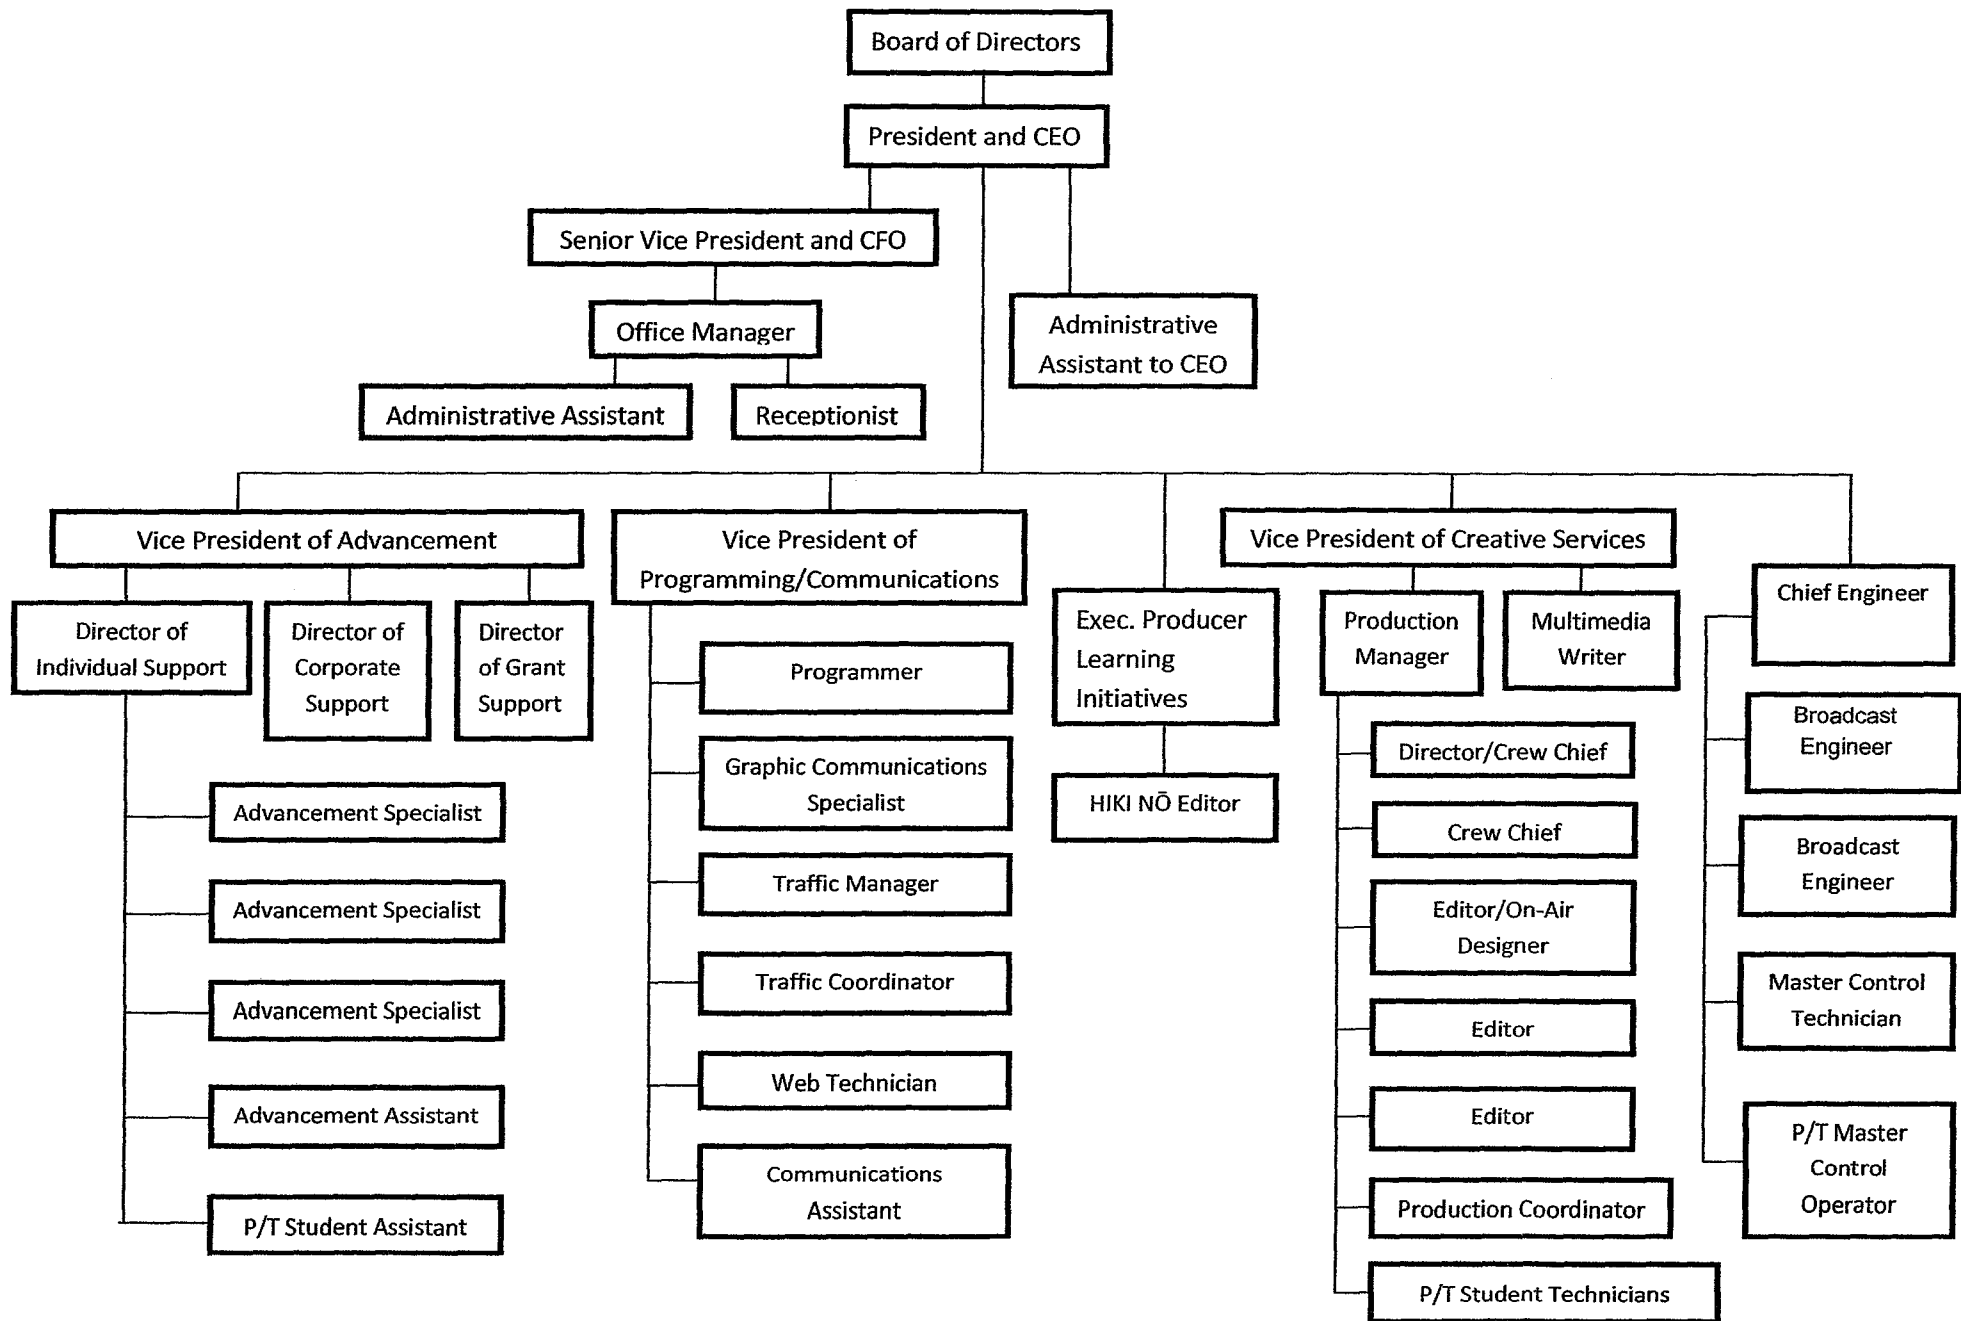 Board of Directors
President and CEO
Senior Vice President and CFO
Office Manager
Administrative
Assistant to CEO
Administrative Assistant
Receptionist
Vice President of Advancement
Director of
Individual Support
Director of
Corporate
Support
Director
of Grant
Support
Advancement Specialist
Advancement Specialist
Advancement Specialist
Advancement Assistant
P/T Student Assistant
Vice President of
Programming/Communications
Programmer
Graphic Communications
Specialist
Traffic Manager
Traffic Coordinator
Web Technician
Communications
Assistant
Exec. Producer
Learning
Initiatives
HIKI NŌ Editor
Vice President of Creative Services
Production
Manager
Multimedia
Writer
Director/Crew Chief
Crew Chief
Editor/On-Air
Designer
Editor
Editor
Production Coordinator
P/T Student Technicians
Chief Engineer
Broadcast
Engineer
Broadcast
Engineer
Master Control
Technician
P/T Master
Control
Operator